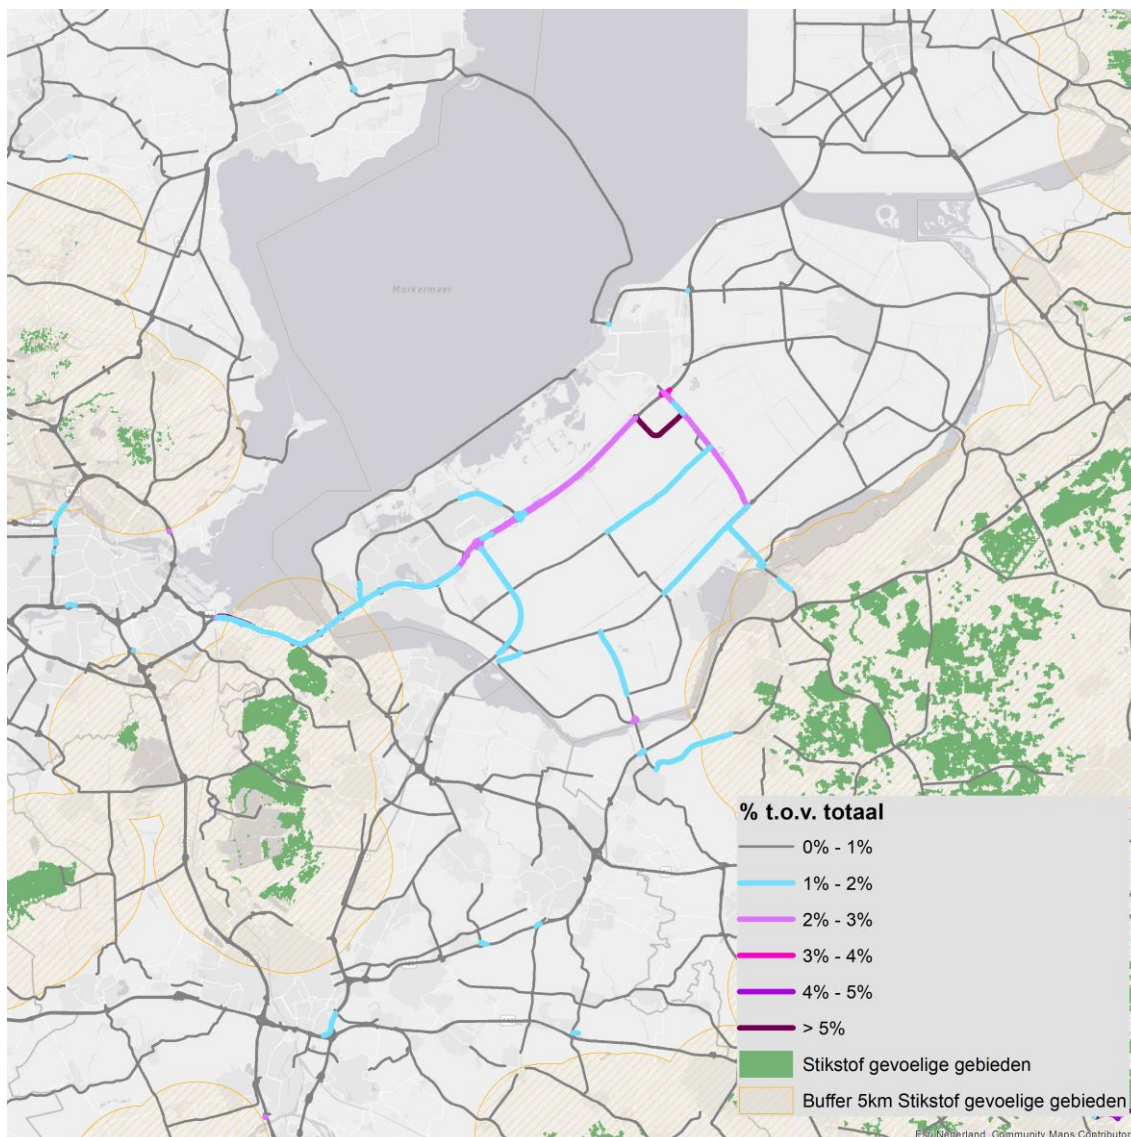 Markermeer
% t.o.v. totaal
0% - 1%
1% - 2%
2% - 3%
3% - 4%
4% - 5%
> 5%
Stikstof gevoelige gebieden
Buffer 5km Stikstof gevoelige gebieden
Esri Nederland, Community Maps Contributor